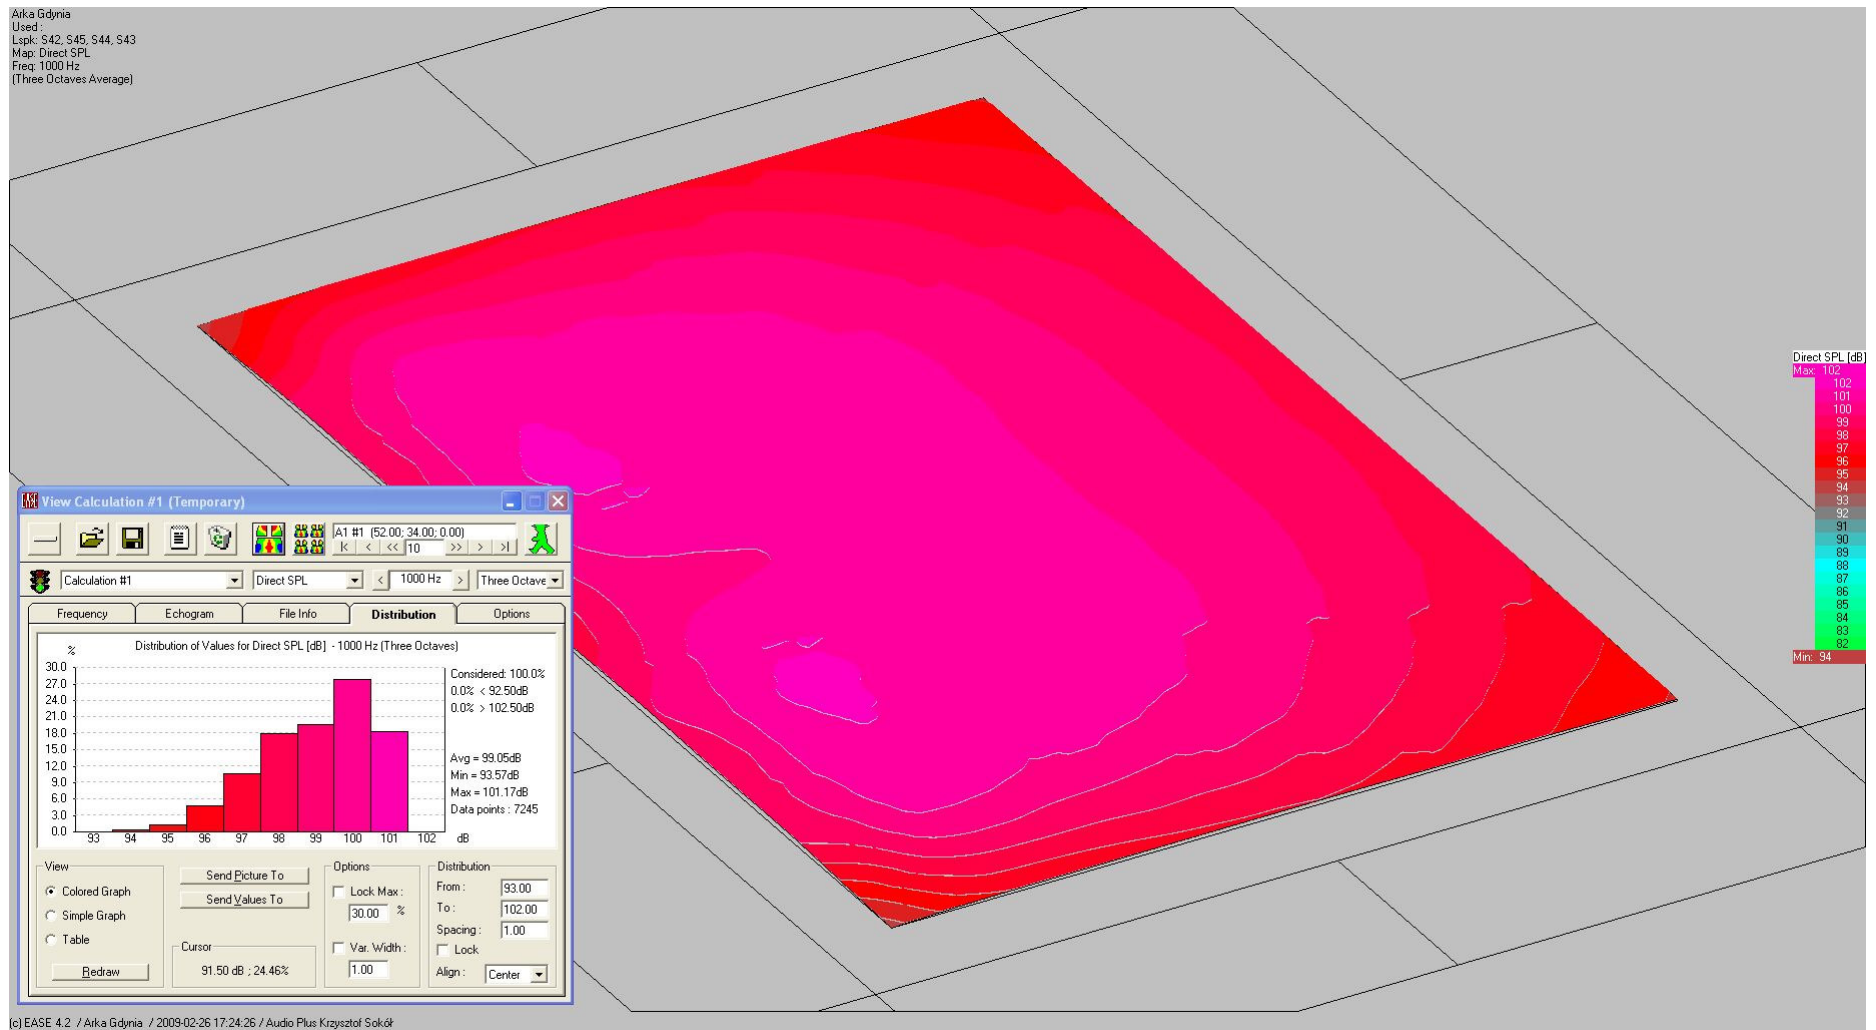 Arka Gdynia
Used :
Lspk: S42, S45, S44, S43
Map: Direct SPL
Freq: 1000 Hz
(Three Octaves Average)
Direct SPL [dB]
Max: 102
102
101
100
99
98
97
96
95
94
93
92
91
90
89
88
87
86
85
84
83
82
Min: 94
EASE View Calculation #1 (Temporary)
A1 #1 (52.00; 34.00; 0.00)
|< < << 10 >> > >|
Calculation #1 Direct SPL < 1000 Hz > Three Octave
Frequency Echogram File Info Distribution Options
Distribution of Values for Direct SPL [dB] - 1000 Hz (Three Octaves)
%
30.0
27.0
24.0
21.0
18.0
15.0
12.0
9.0
6.0
3.0
0.0
93 94 95 96 97 98 99 100 101 102 dB
Considered: 100.0%
0.0% < 92.50dB
0.0% > 102.50dB
Avg = 99.05dB
Min = 93.57dB
Max = 101.17dB
Data points : 7245
View
Colored Graph
Simple Graph
Table
Redraw
Send Picture To
Send Values To
Cursor
91.50 dB ; 24.46%
Options
Lock Max :
30.00 %
Var. Width :
1.00
Distribution
From : 93.00
To : 102.00
Spacing : 1.00
Lock
Align : Center
(c) EASE 4.2 / Arka Gdynia / 2009-02-26 17:24:26 / Audio Plus Krzysztof Sokół